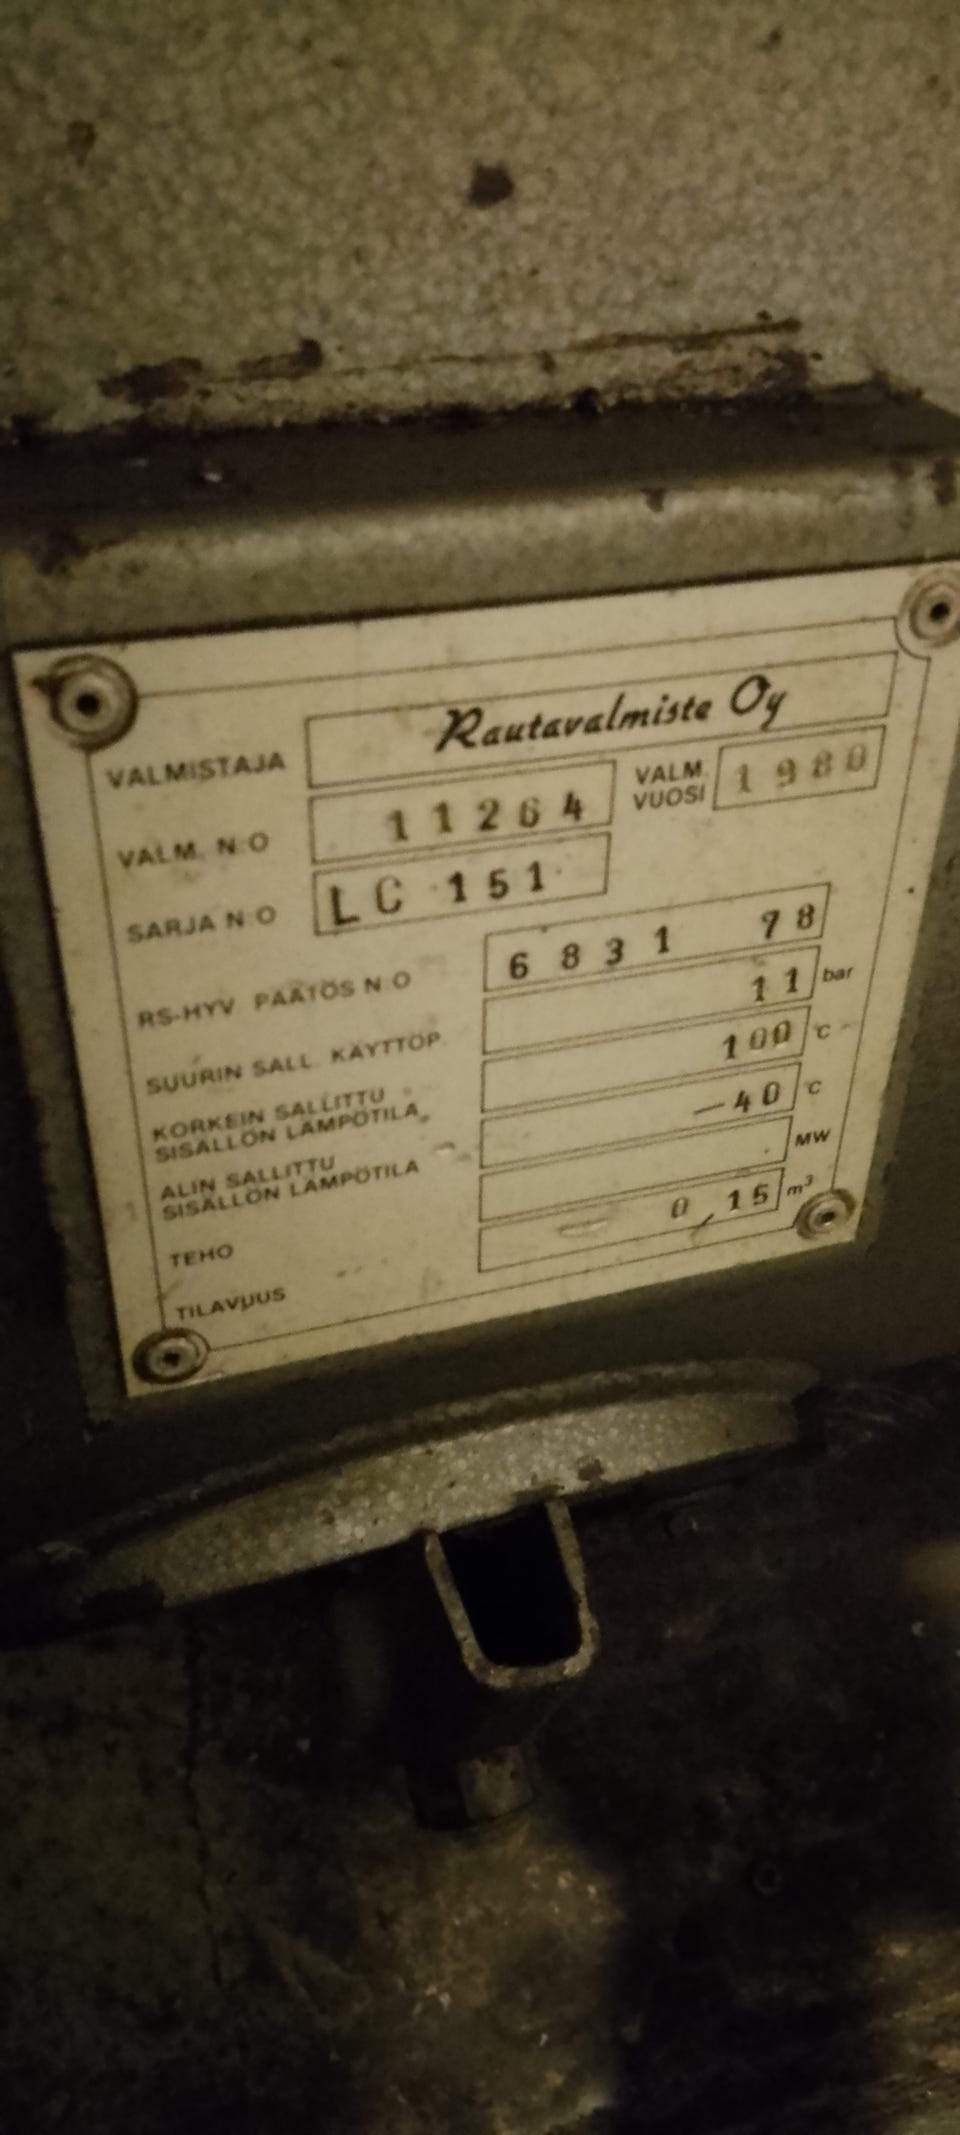 VALMISTAJA Rautavalmiste Oy
VALM. N:O 11264 VALM. VUOSI 1980
SARJA N:O LC 151
RS-HYV. PÄÄTÖS N:O 6831 78
SUURIN SALL. KÄYTTÖP. 11 bar
KORKEIN SALLITTU
SISÄLLÖN LÄMPÖTILA 100 °C
ALIN SALLITTU
SISÄLLÖN LÄMPÖTILA -40 °C
TEHO MW
TILAVUUS 0,15 m³